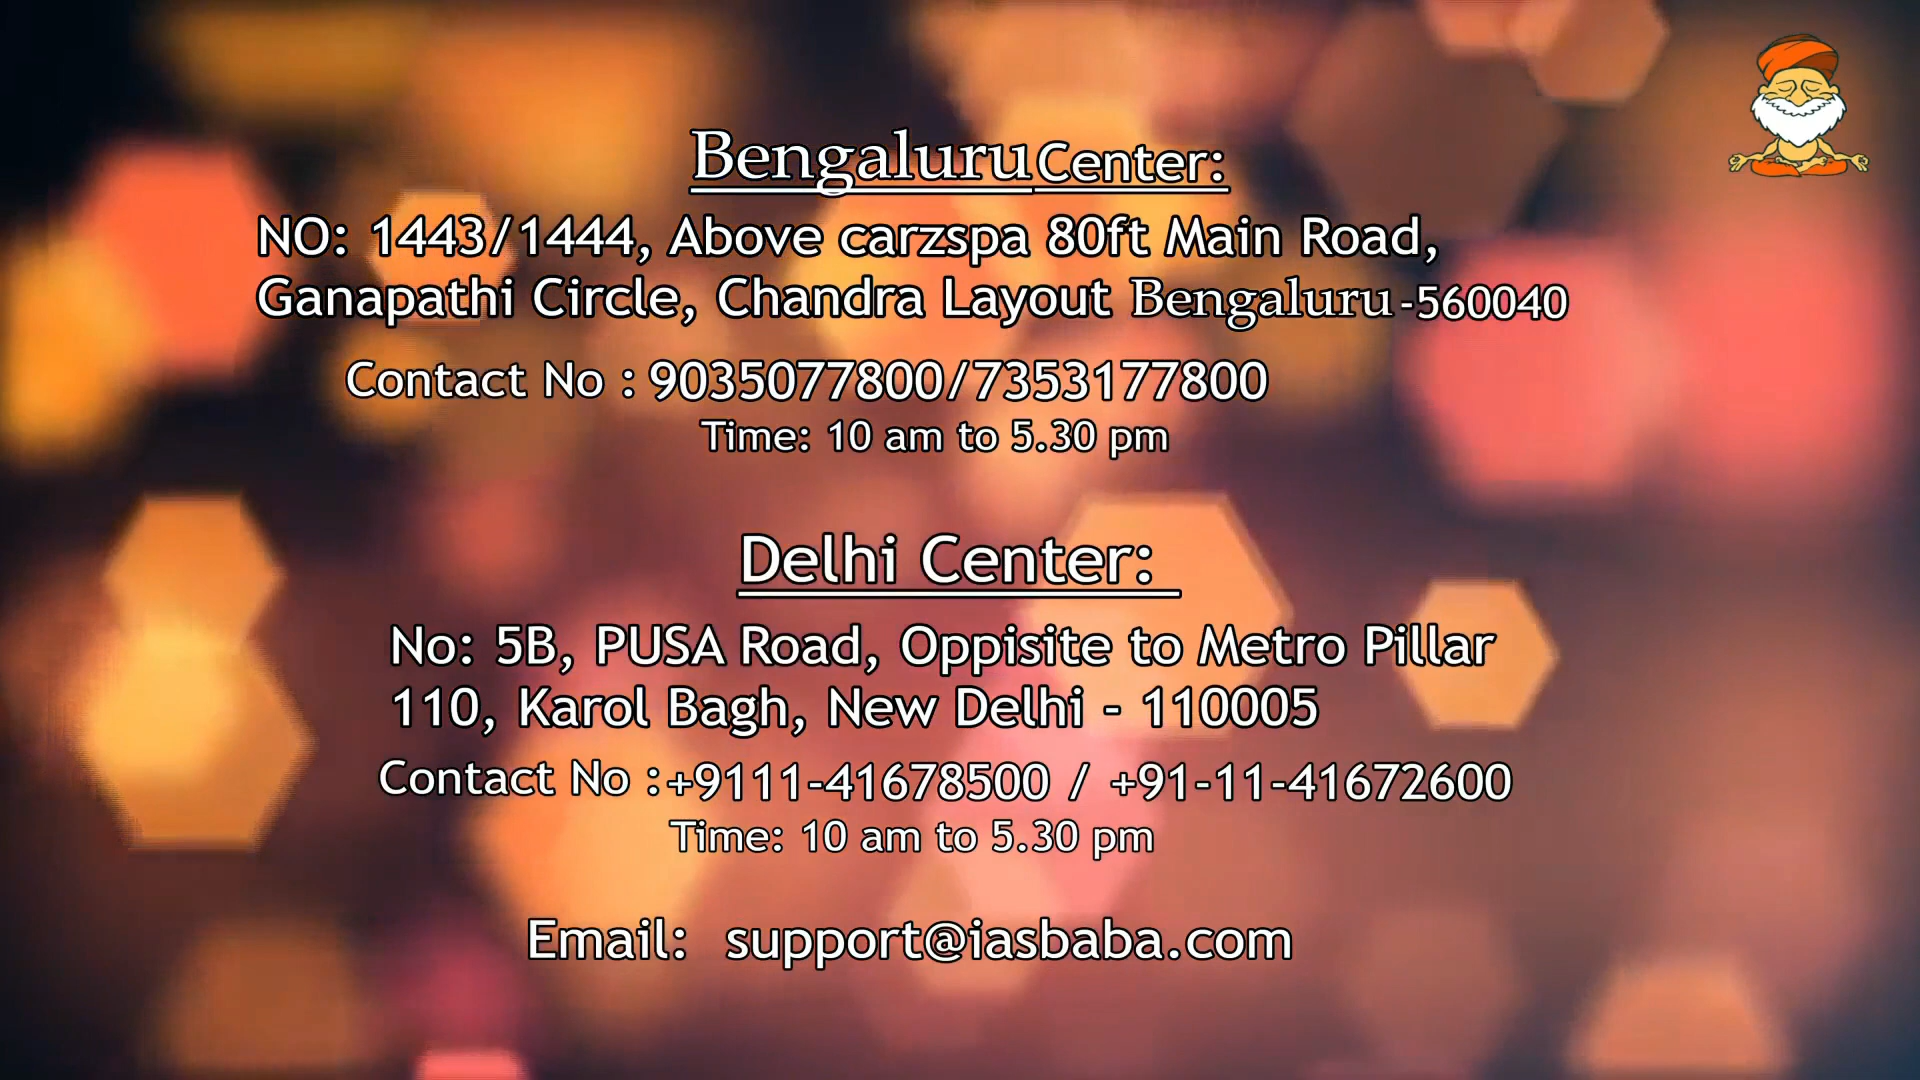 Bengaluru Center:
NO: 1443/1444, Above carzspa 80ft Main Road,
Ganapathi Circle, Chandra Layout Bengaluru -560040
Contact No : 9035077800/7353177800
Time: 10 am to 5.30 pm
Delhi Center:
No: 5B, PUSA Road, Oppisite to Metro Pillar
110, Karol Bagh, New Delhi - 110005
Contact No :+9111-41678500 / +91-11-41672600
Time: 10 am to 5.30 pm
Email: support@iasbaba.com